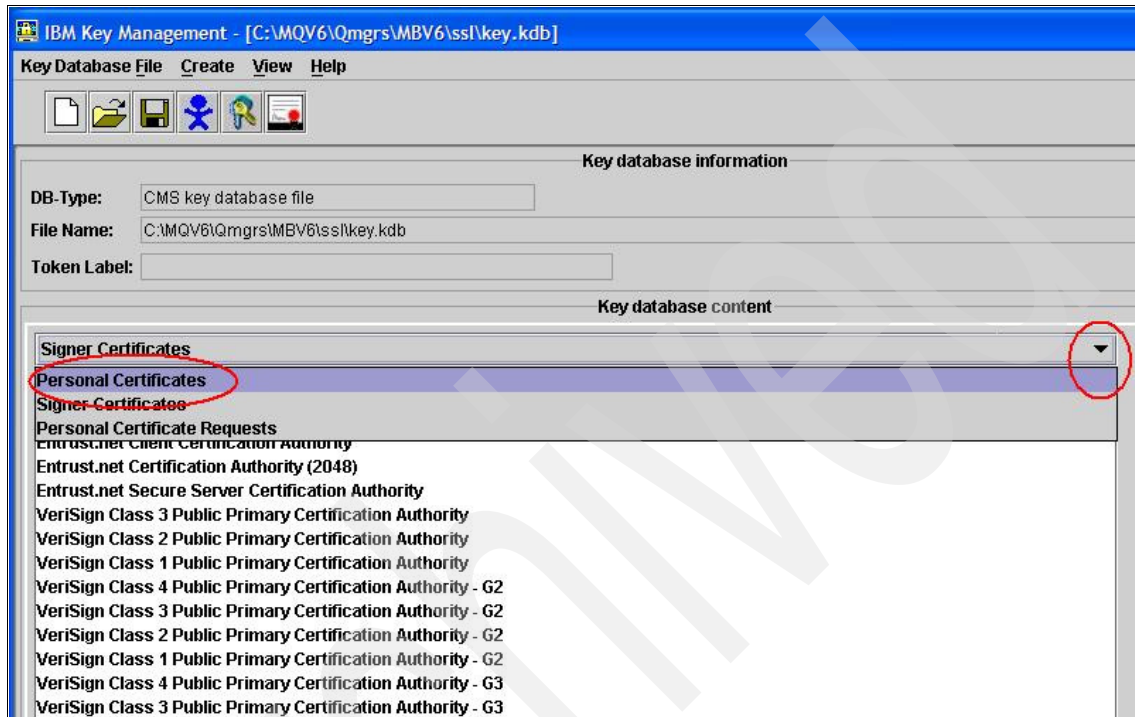 IBM Key Management - [C:\MQV6\Qmgrs\MBV6\ssl\key.kdb]
Key Database File Create View Help
Key database information
DB-Type: CMS key database file
File Name: C:\MQV6\Qmgrs\MBV6\ssl\key.kdb
Token Label:
Key database content
Signer Certificates
Personal Certificates
Signer Certificates
Personal Certificate Requests
Entrust.net Client Certification Authority
Entrust.net Certification Authority (2048)
Entrust.net Secure Server Certification Authority
VeriSign Class 3 Public Primary Certification Authority
VeriSign Class 2 Public Primary Certification Authority
VeriSign Class 1 Public Primary Certification Authority
VeriSign Class 4 Public Primary Certification Authority - G2
VeriSign Class 3 Public Primary Certification Authority - G2
VeriSign Class 2 Public Primary Certification Authority - G2
VeriSign Class 1 Public Primary Certification Authority - G2
VeriSign Class 4 Public Primary Certification Authority - G3
VeriSign Class 3 Public Primary Certification Authority - G3